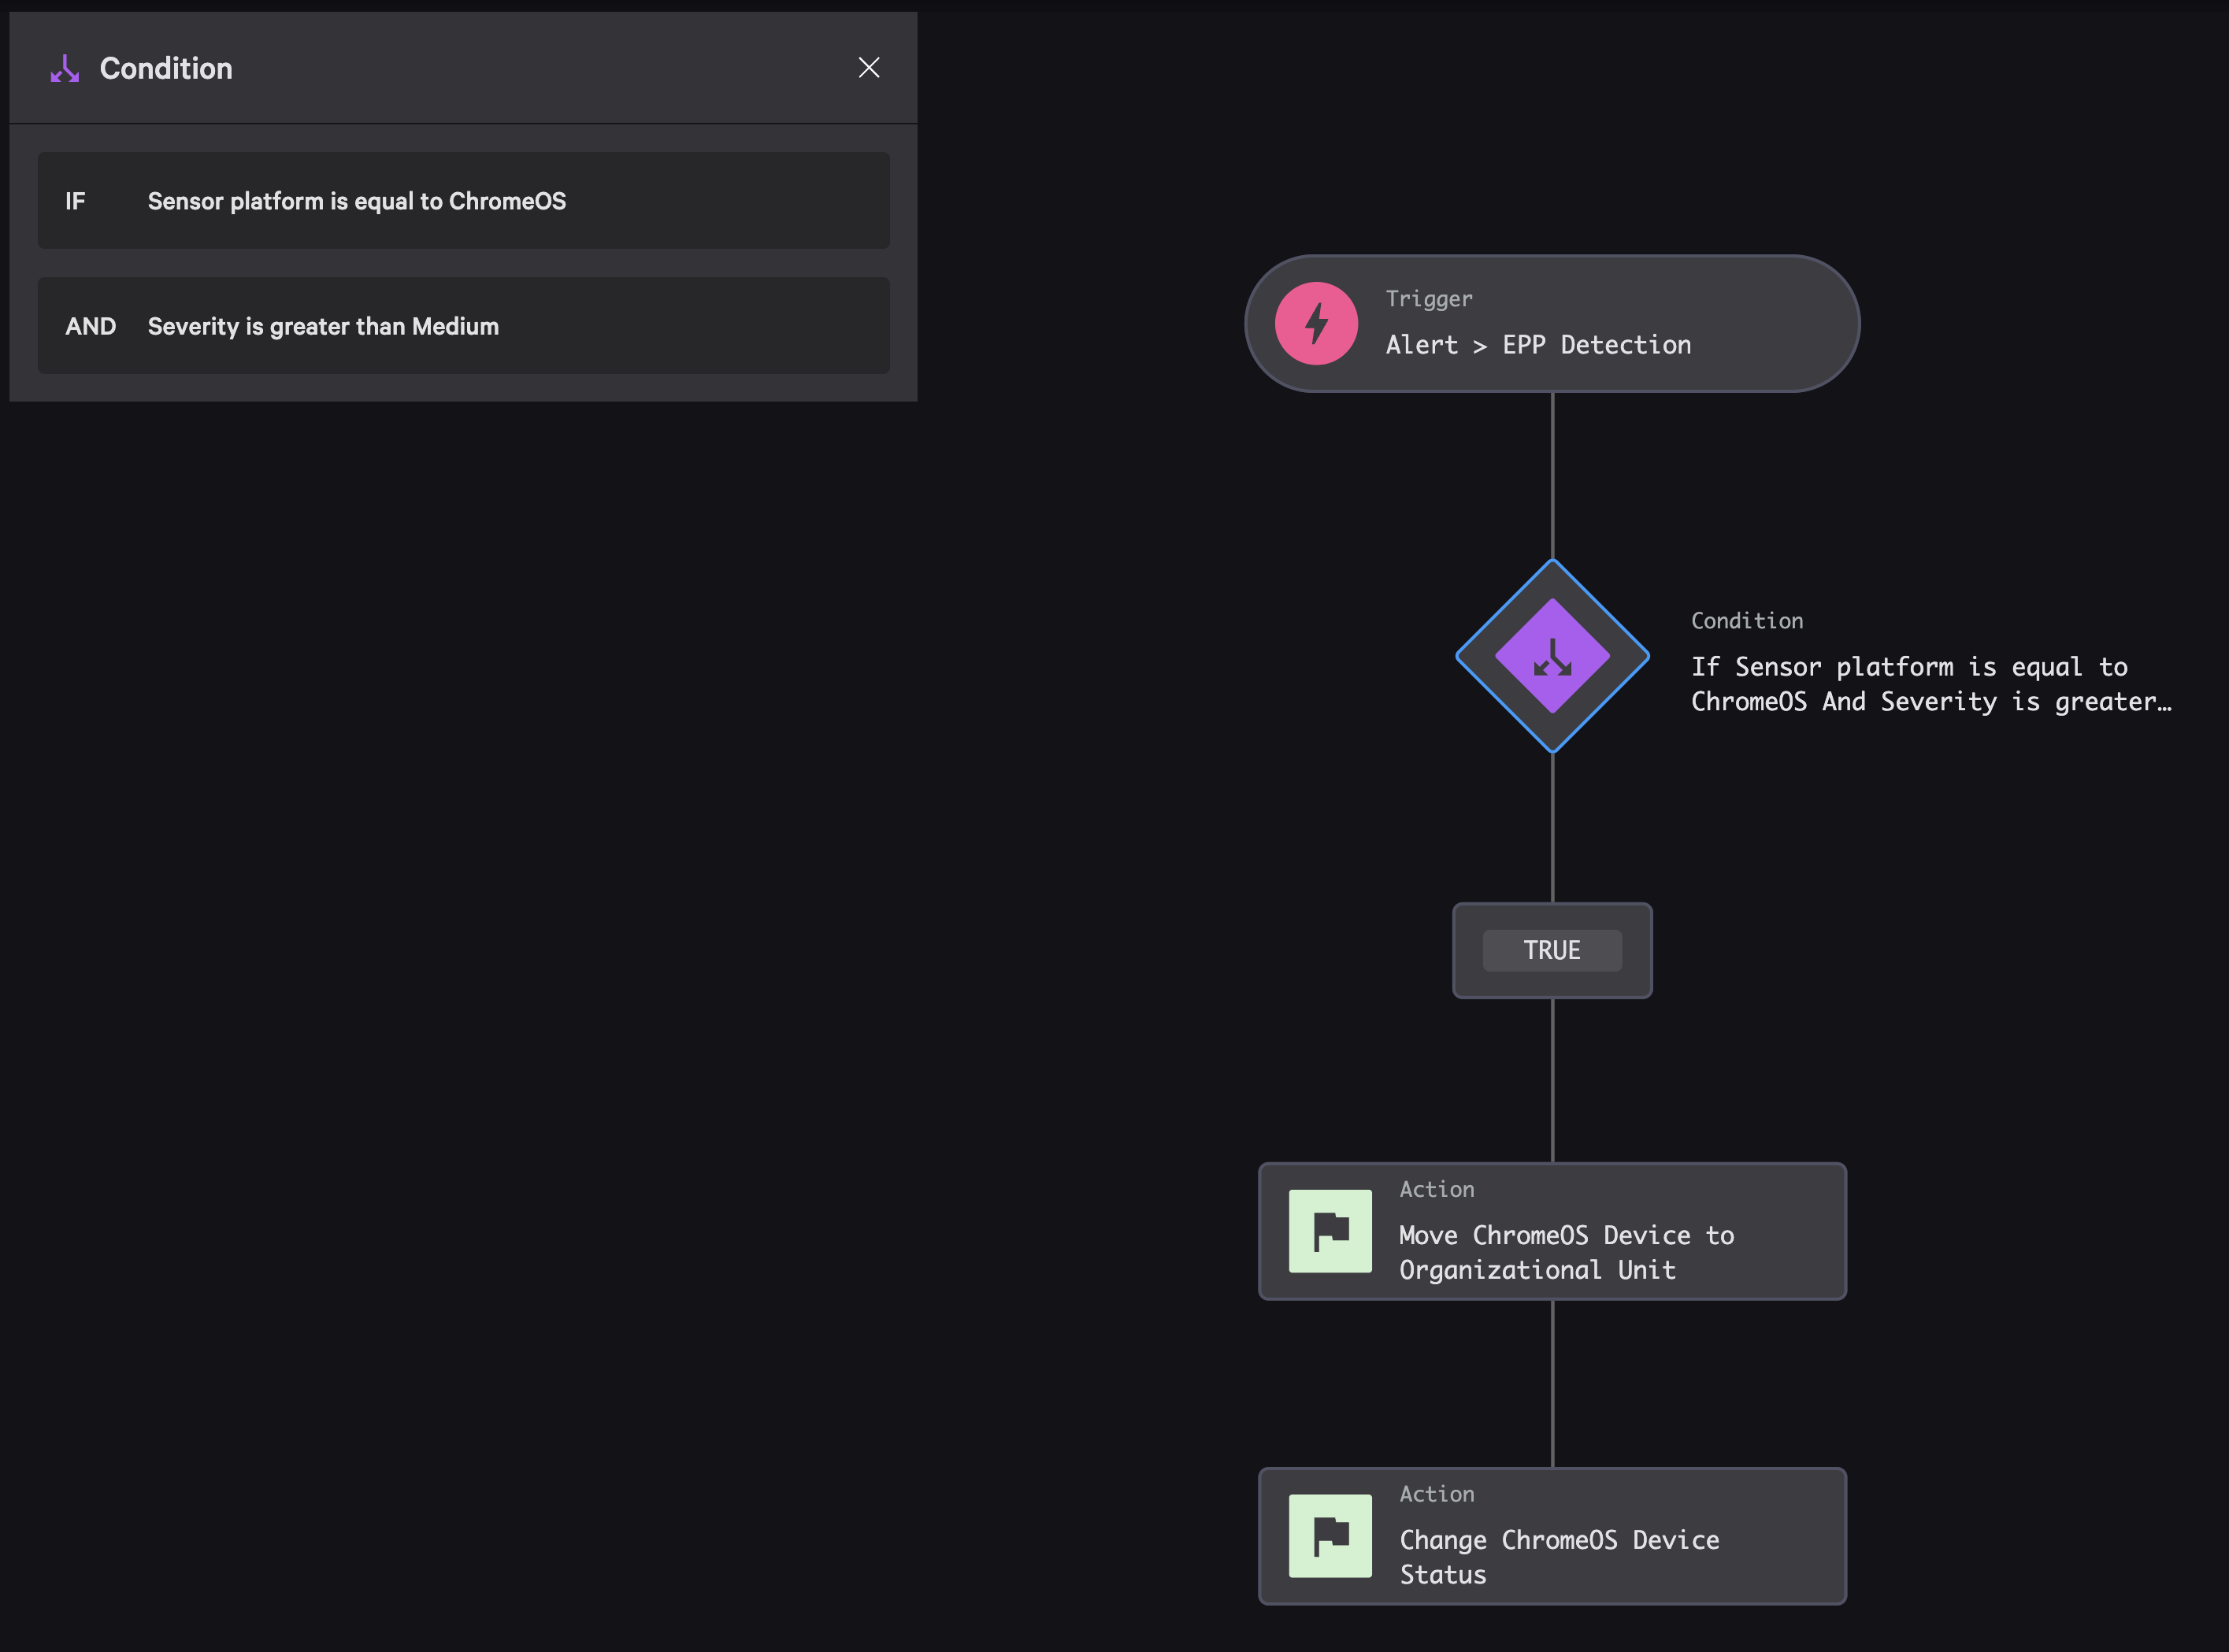 Condition
IF Sensor platform is equal to ChromeOS
AND Severity is greater than Medium
Trigger
Alert > EPP Detection
Condition
If Sensor platform is equal to
ChromeOS And Severity is greater…
TRUE
Action
Move ChromeOS Device to
Organizational Unit
Action
Change ChromeOS Device
Status